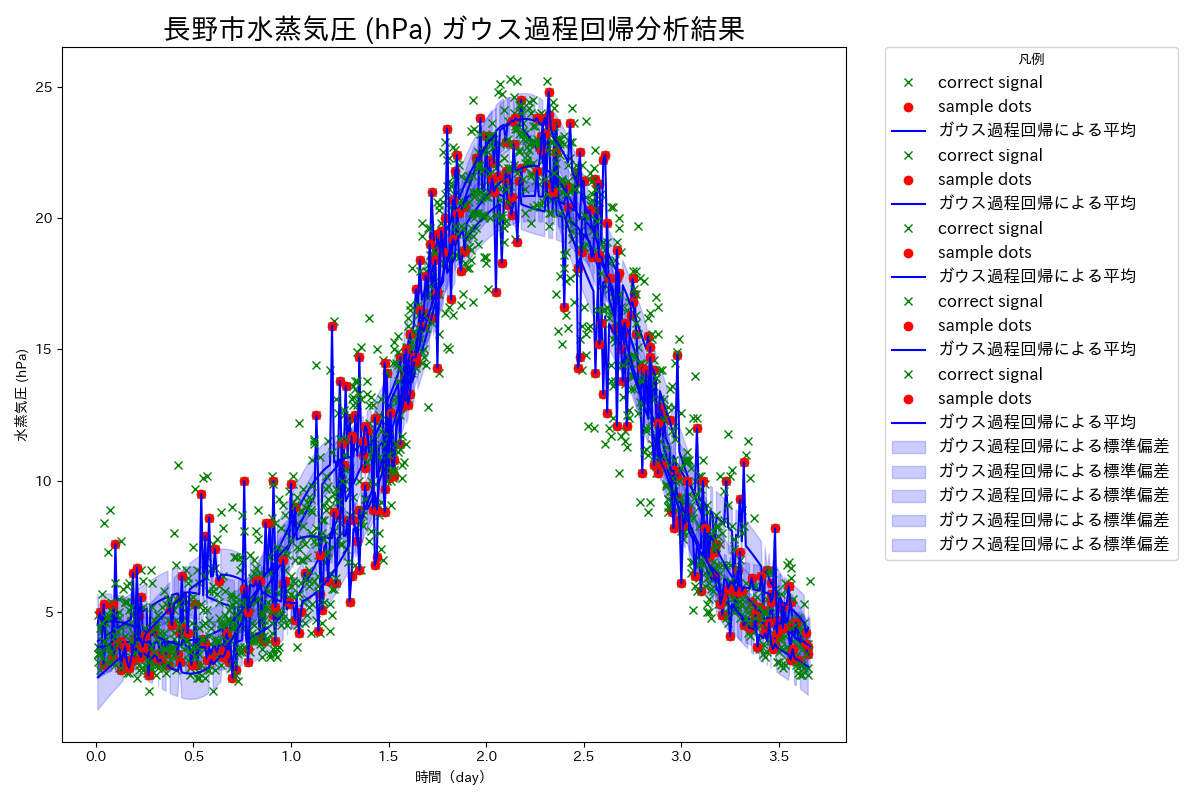 長野市水蒸気圧 (hPa) ガウス過程回帰分析結果
水蒸気圧 (hPa)
25
20
15
10
5
0.0
0.5
1.0
1.5
2.0
2.5
3.0
3.5
時間（day）
凡例
correct signal
sample dots
ガウス過程回帰による平均
correct signal
sample dots
ガウス過程回帰による平均
correct signal
sample dots
ガウス過程回帰による平均
correct signal
sample dots
ガウス過程回帰による平均
correct signal
sample dots
ガウス過程回帰による平均
ガウス過程回帰による標準偏差
ガウス過程回帰による標準偏差
ガウス過程回帰による標準偏差
ガウス過程回帰による標準偏差
ガウス過程回帰による標準偏差